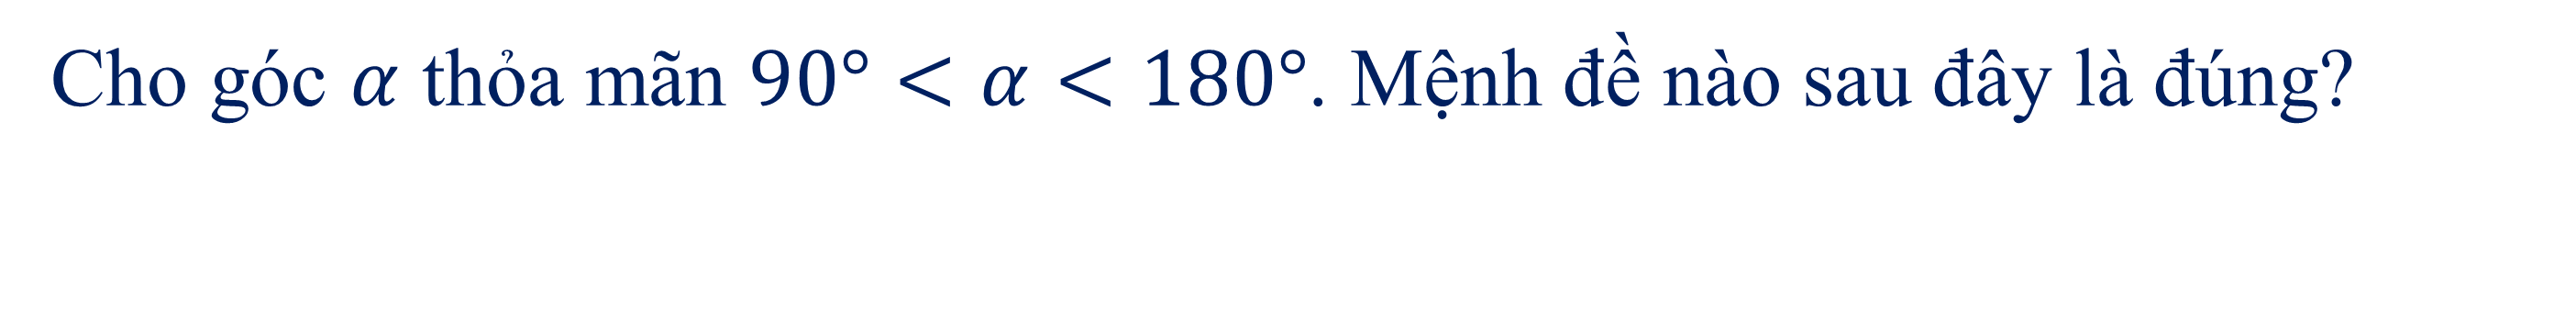 Cho góc α thỏa mãn 90° < α < 180°. Mệnh đề nào sau đây là đúng?